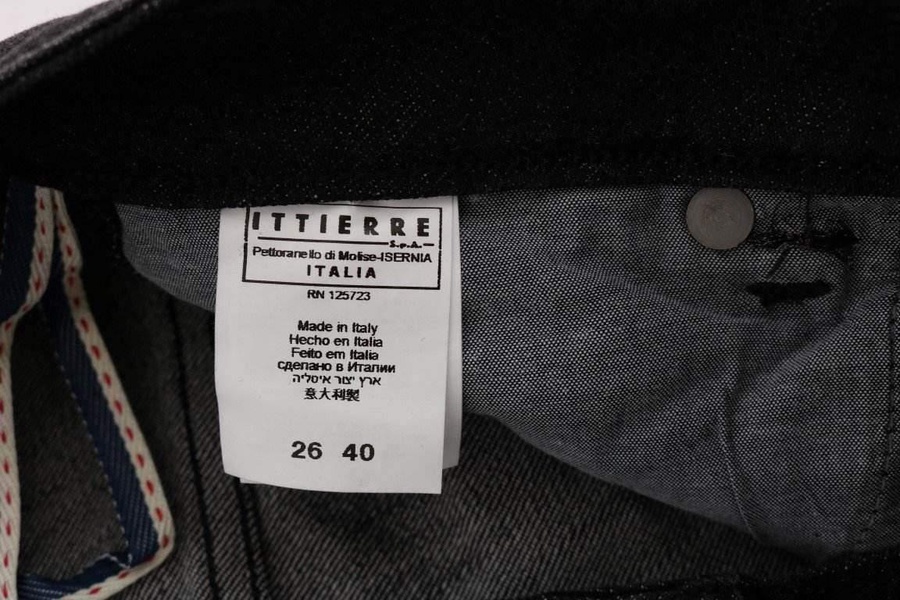 ITTIERRE
S.p.A.
Pettoranello di Molise-ISERNIA
ITALIA
RN 125723
Made in Italy
Hecho en Italia
Feito em Italia
сделано в Италии
ארץ יצור איטליה
意大利製
26 40